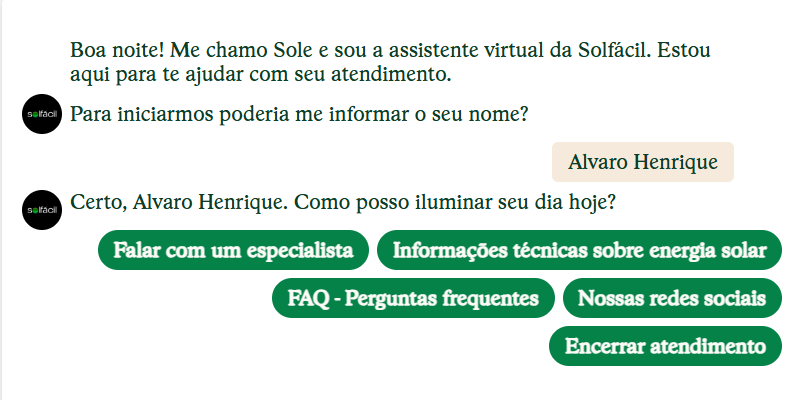 Boa noite! Me chamo Sole e sou a assistente virtual da Solfácil. Estou
aqui para te ajudar com seu atendimento.
solfácil
Para iniciarmos poderia me informar o seu nome?
Alvaro Henrique
solfácil
Certo, Alvaro Henrique. Como posso iluminar seu dia hoje?
Falar com um especialista
Informações técnicas sobre energia solar
FAQ - Perguntas frequentes
Nossas redes sociais
Encerrar atendimento